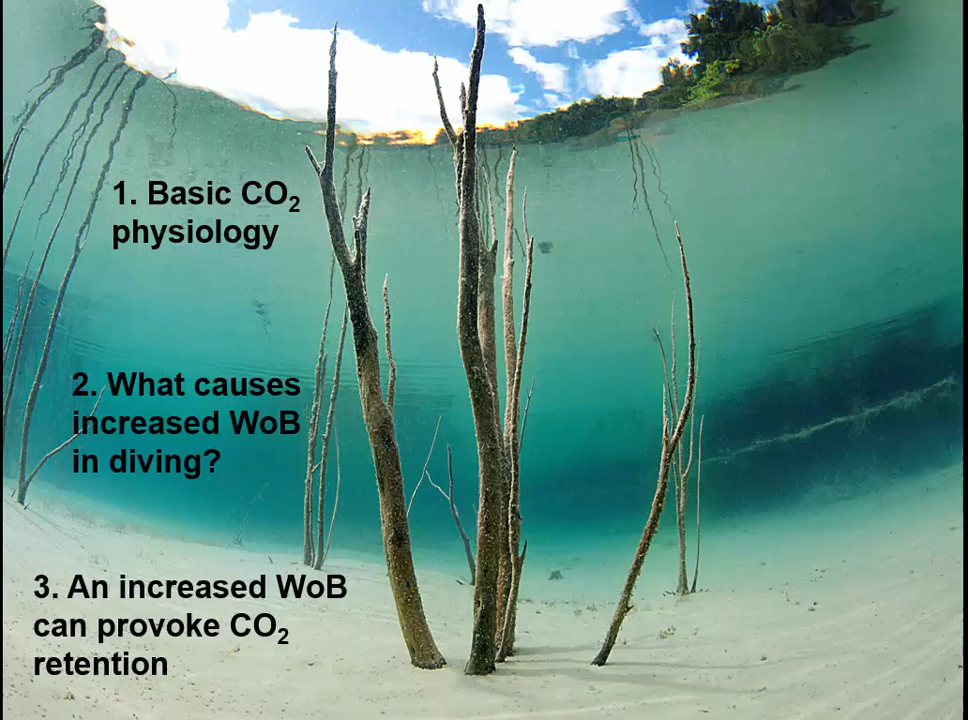 1. Basic CO₂
physiology
2. What causes
increased WoB
in diving?
3. An increased WoB
can provoke CO₂
retention